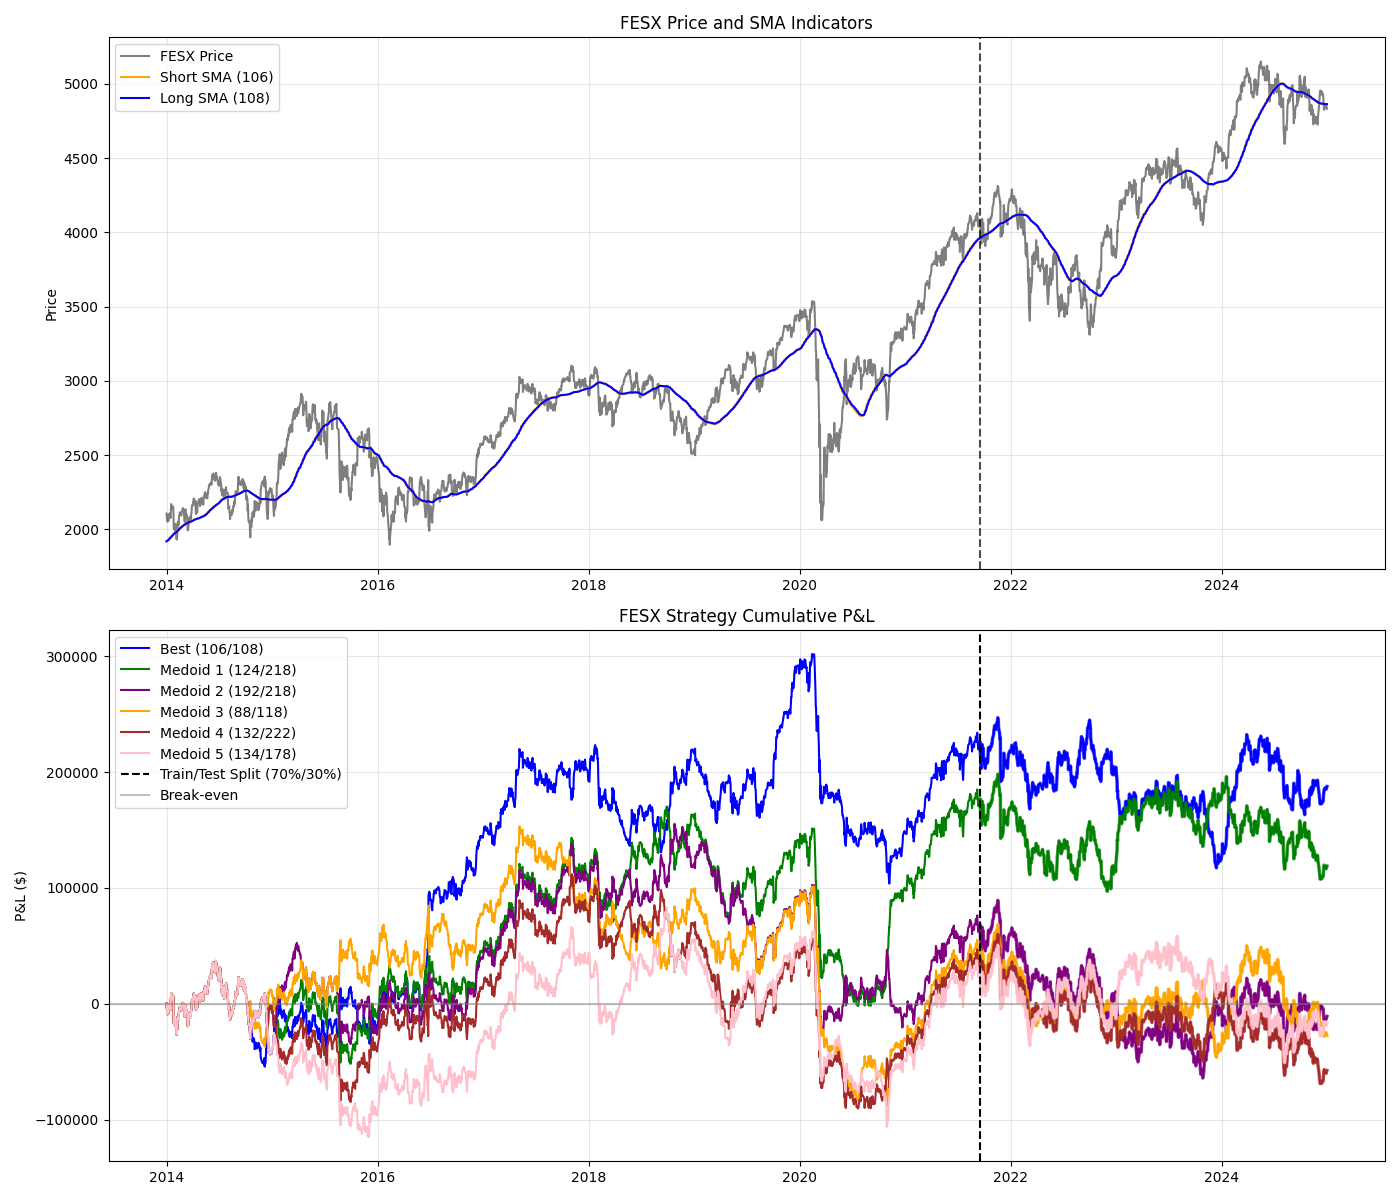 FESX Price and SMA Indicators
FESX Price
Short SMA (106)
Long SMA (108)
Price
5000
4500
4000
3500
3000
2500
2000
2014 2016 2018 2020 2022 2024
FESX Strategy Cumulative P&L
Best (106/108)
Medoid 1 (124/218)
Medoid 2 (192/218)
Medoid 3 (88/118)
Medoid 4 (132/222)
Medoid 5 (134/178)
Train/Test Split (70%/30%)
Break-even
P&L ($)
300000
200000
100000
0
−100000
2014 2016 2018 2020 2022 2024